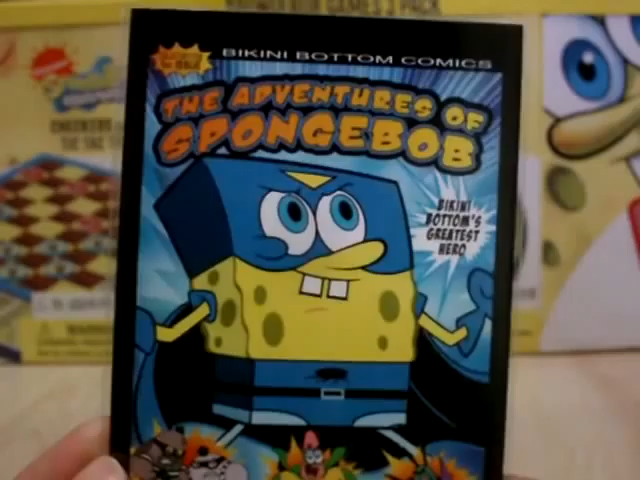 BIKINI BOTTOM COMICS
THE ADVENTURES OF
SPONGEBOB
BIKINI
BOTTOM'S
GREATEST
HERO